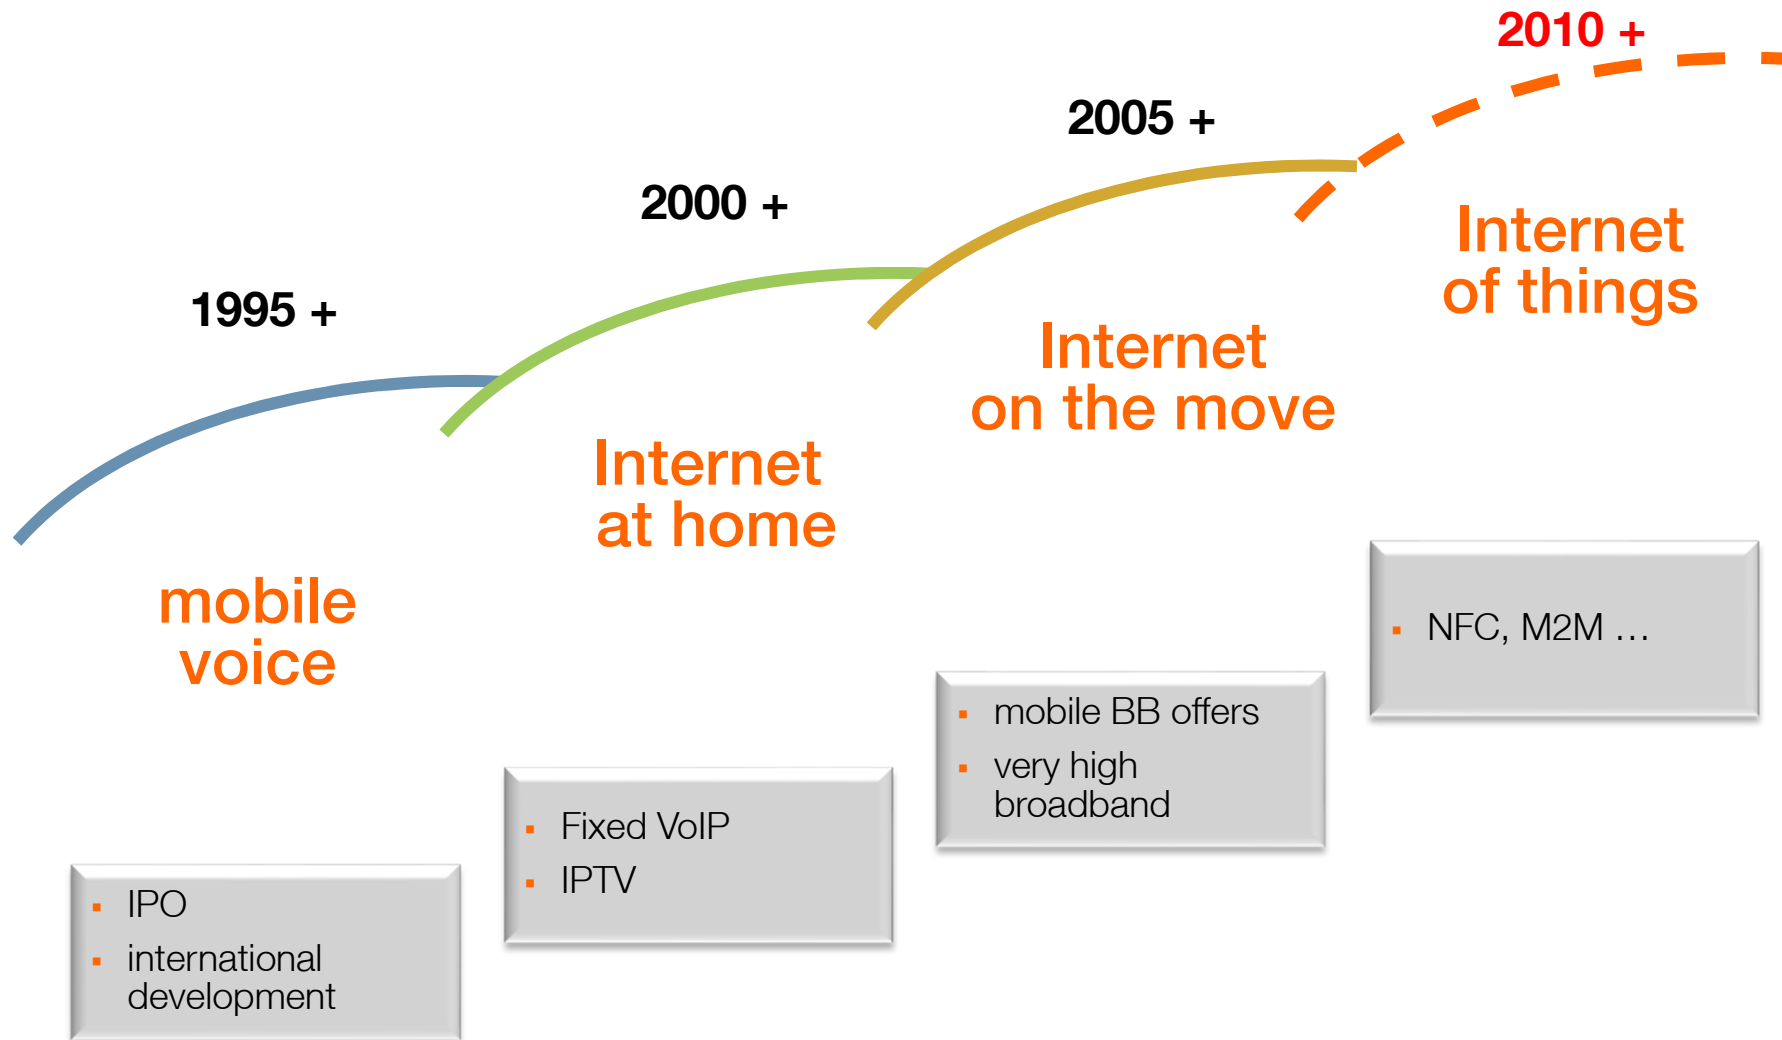 2010 +
2005 +
2000 +
1995 +
Internet
of things
Internet
on the move
Internet
at home
mobile
voice
▪ NFC, M2M …
▪ mobile BB offers
▪ very high
broadband
▪ Fixed VoIP
▪ IPTV
▪ IPO
▪ international
development